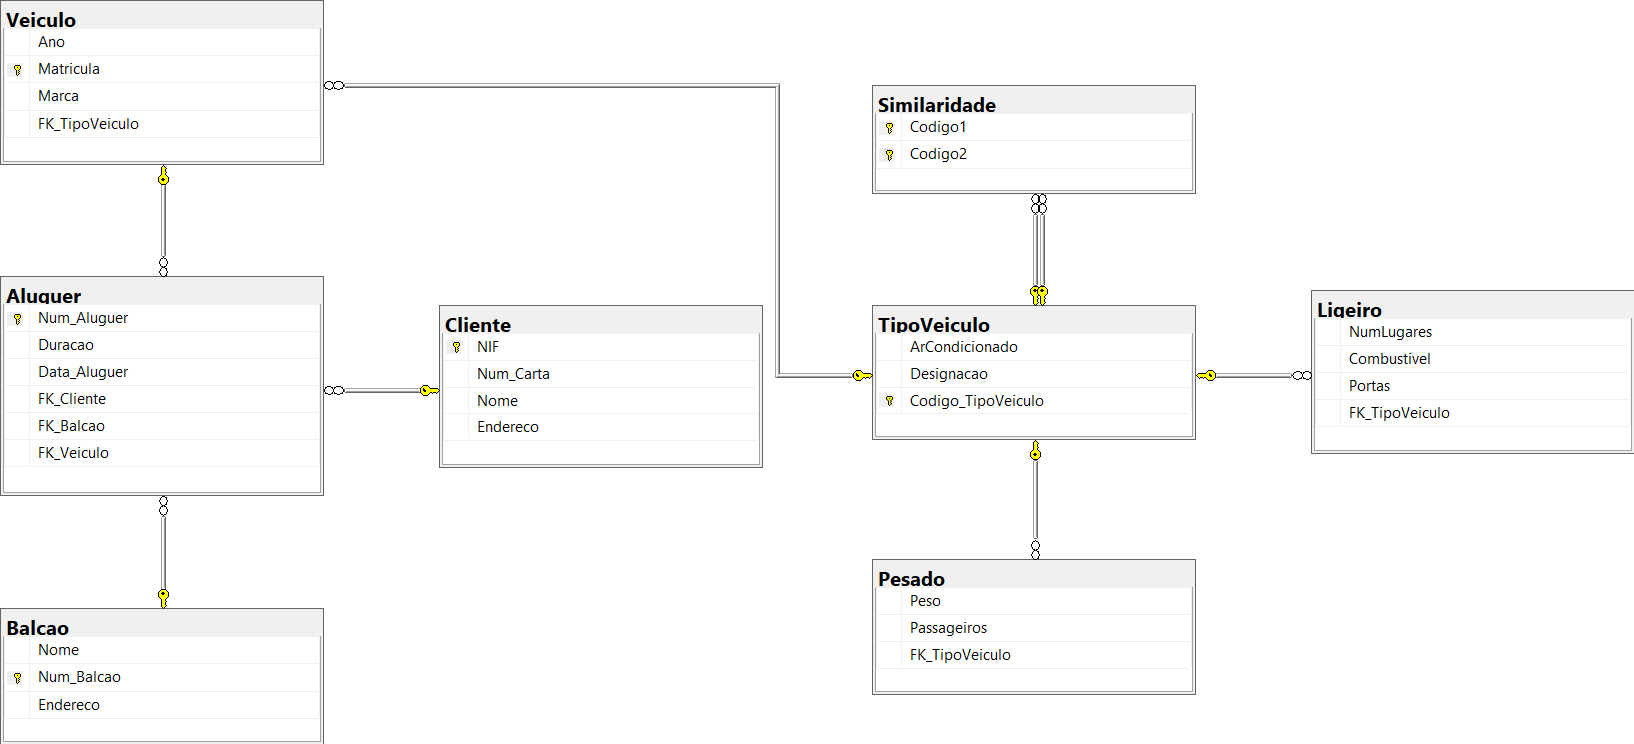 Veiculo
Ano
Matricula
Marca
FK_TipoVeiculo
Similaridade
Codigo1
Codigo2
Aluguer
Num_Aluguer
Duracao
Data_Aluguer
FK_Cliente
FK_Balcao
FK_Veiculo
Cliente
NIF
Num_Carta
Nome
Endereco
TipoVeiculo
ArCondicionado
Designacao
Codigo_TipoVeiculo
Ligeiro
NumLugares
Combustivel
Portas
FK_TipoVeiculo
Pesado
Peso
Passageiros
FK_TipoVeiculo
Balcao
Nome
Num_Balcao
Endereco